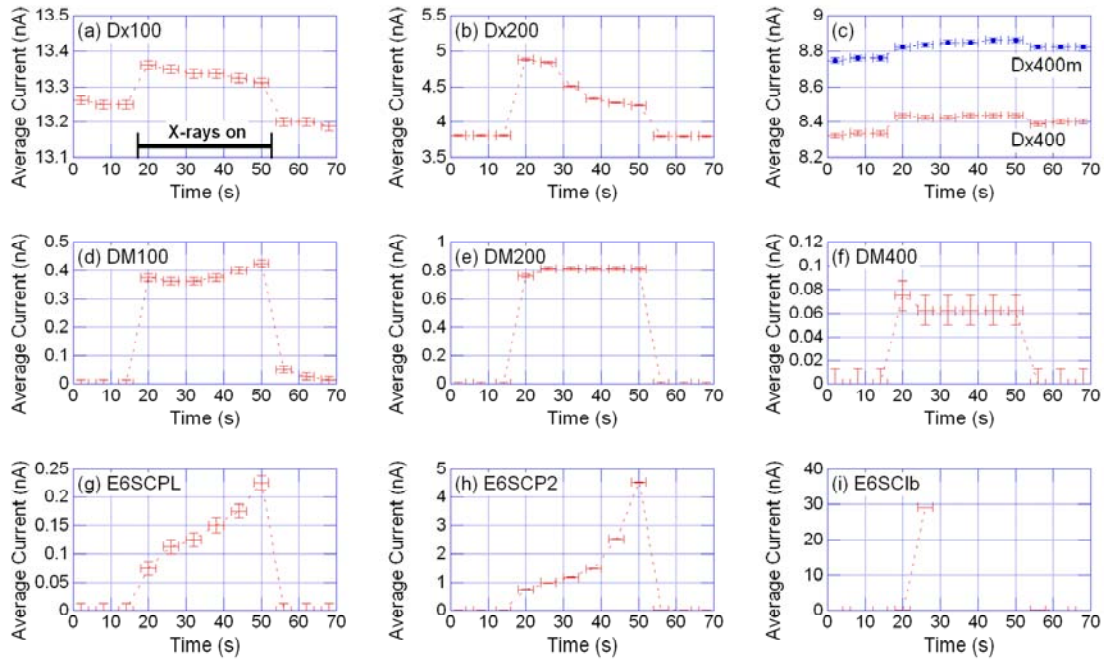 13.5
13.4
13.3
13.2
13.1
Average Current (nA)
(a) Dx100
X-rays on
0 10 20 30 40 50 60 70
Time (s)
5.5
5
4.5
4
3.5
Average Current (nA)
(b) Dx200
0 10 20 30 40 50 60 70
Time (s)
9
8.8
8.6
8.4
8.2
Average Current (nA)
(c)
Dx400m
Dx400
0 10 20 30 40 50 60 70
Time (s)
0.5
0.4
0.3
0.2
0.1
0
Average Current (nA)
(d) DM100
0 10 20 30 40 50 60 70
Time (s)
1
0.8
0.6
0.4
0.2
0
Average Current (nA)
(e) DM200
0 10 20 30 40 50 60 70
Time (s)
0.12
0.1
0.08
0.06
0.04
0.02
0
Average Current (nA)
(f) DM400
0 10 20 30 40 50 60 70
Time (s)
0.25
0.2
0.15
0.1
0.05
0
Average Current (nA)
(g) E6SCPL
0 10 20 30 40 50 60 70
Time (s)
5
4
3
2
1
0
Average Current (nA)
(h) E6SCP2
0 10 20 30 40 50 60 70
Time (s)
40
30
20
10
0
Average Current (nA)
(i) E6SCIb
0 10 20 30 40 50 60 70
Time (s)